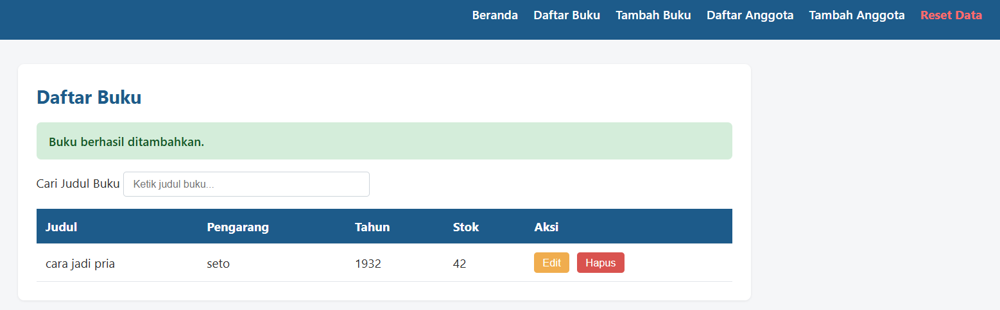 Beranda Daftar Buku Tambah Buku Daftar Anggota Tambah Anggota Reset Data
Daftar Buku
Buku berhasil ditambahkan.
Cari Judul Buku Ketik judul buku...
Judul Pengarang Tahun Stok Aksi
cara jadi pria seto 1932 42 Edit Hapus